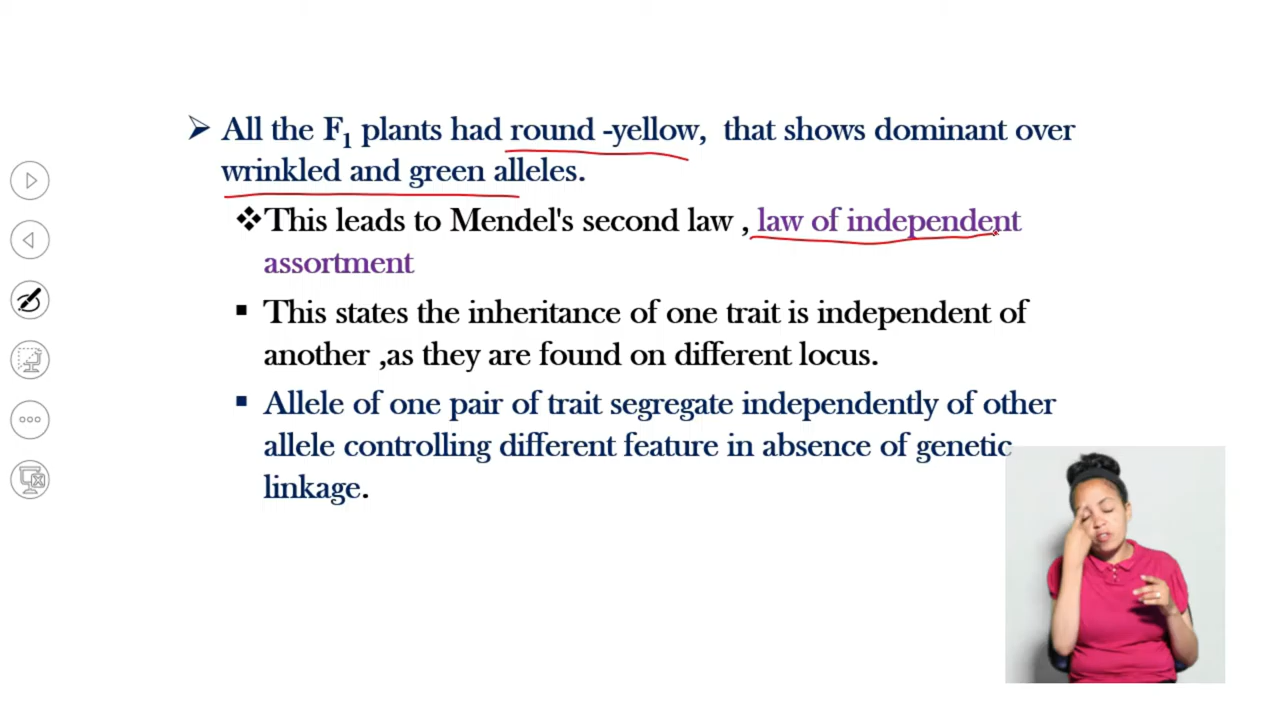 All the F₁ plants had round -yellow, that shows dominant over
wrinkled and green alleles.
This leads to Mendel's second law , law of independent
assortment
This states the inheritance of one trait is independent of
another ,as they are found on different locus.
Allele of one pair of trait segregate independently of other
allele controlling different feature in absence of genetic
linkage.